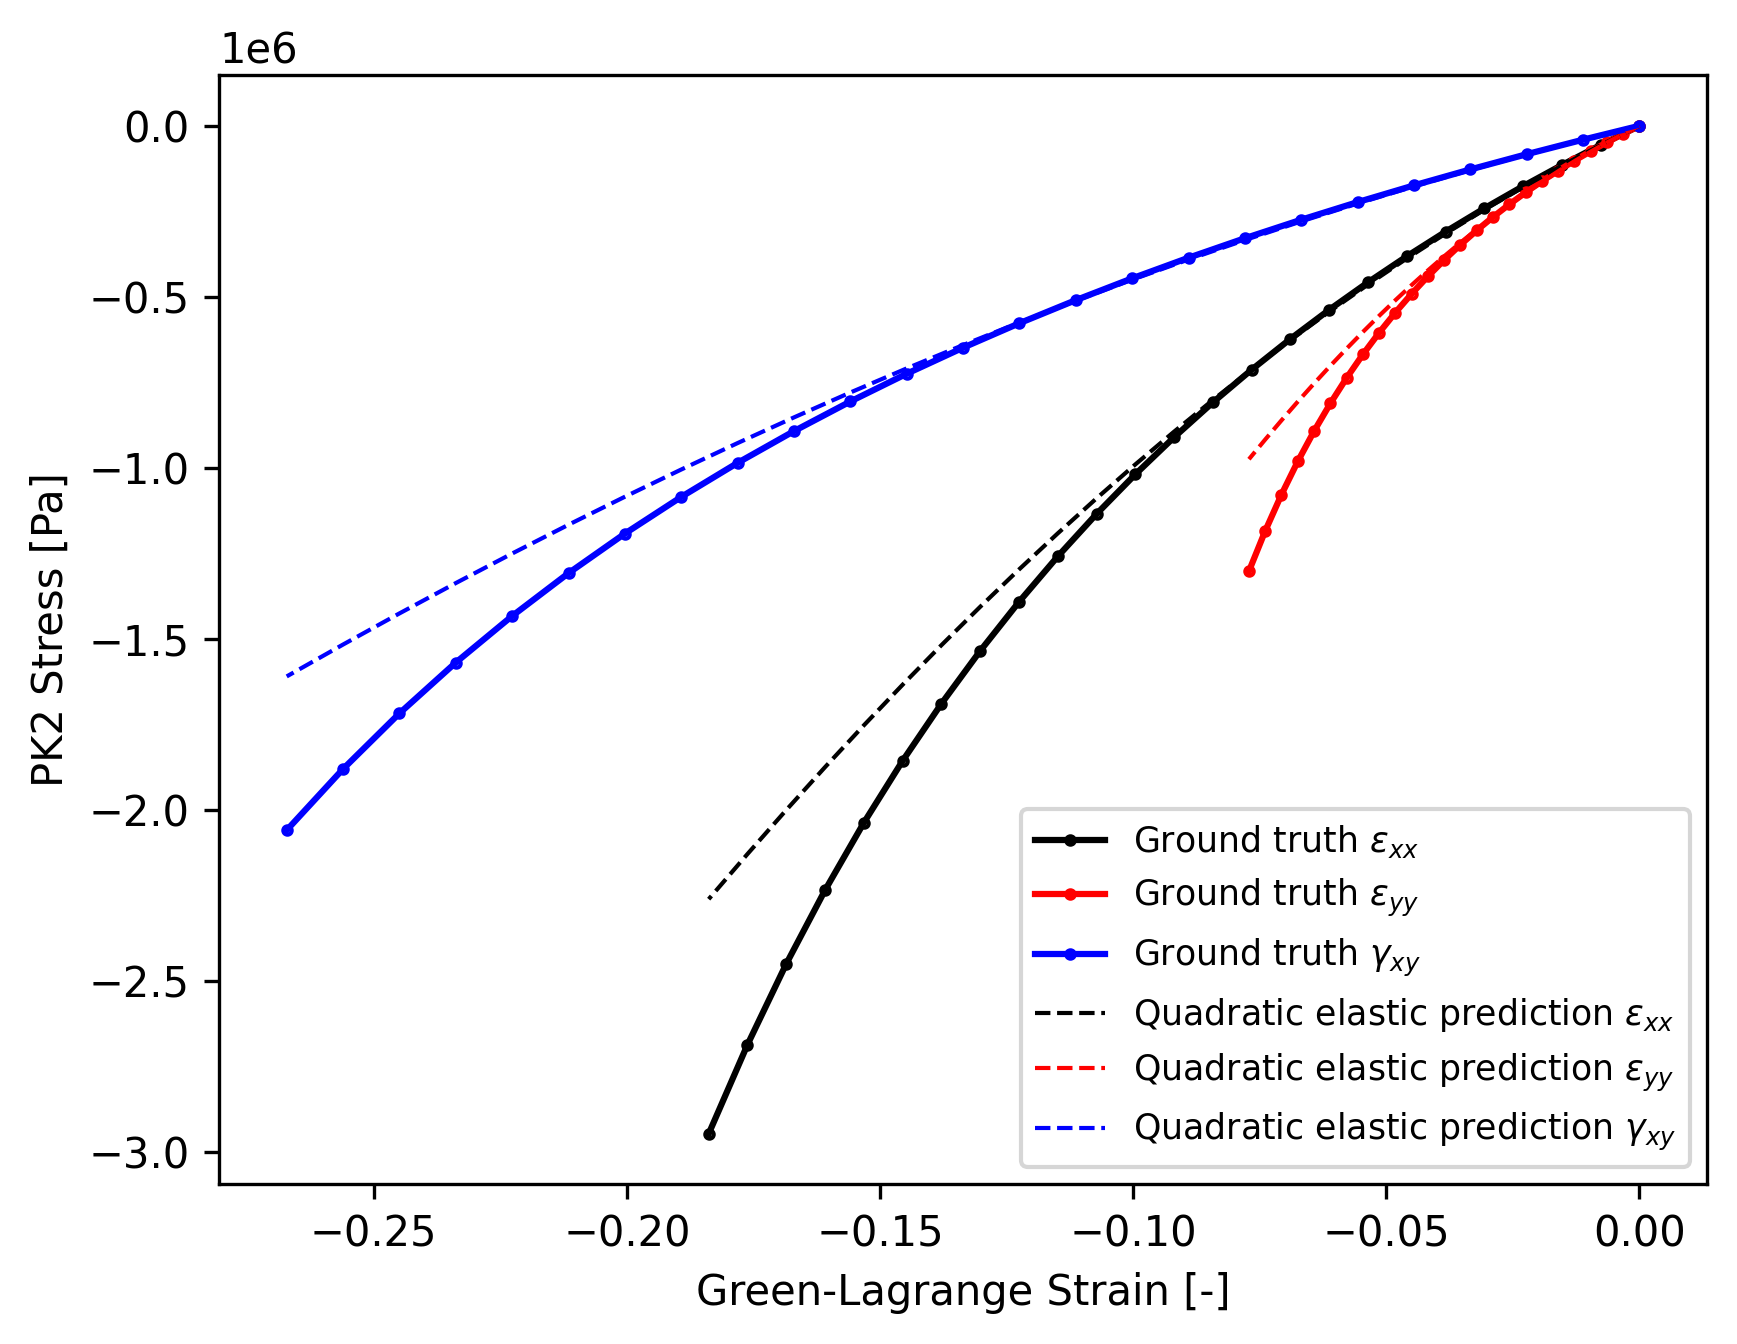 1e6
0.0
−0.5
−1.0
−1.5
−2.0
−2.5
−3.0
PK2 Stress [Pa]
Ground truth εxx
Ground truth εyy
Ground truth γxy
Quadratic elastic prediction εxx
Quadratic elastic prediction εyy
Quadratic elastic prediction γxy
−0.25 −0.20 −0.15 −0.10 −0.05 0.00
Green-Lagrange Strain [-]